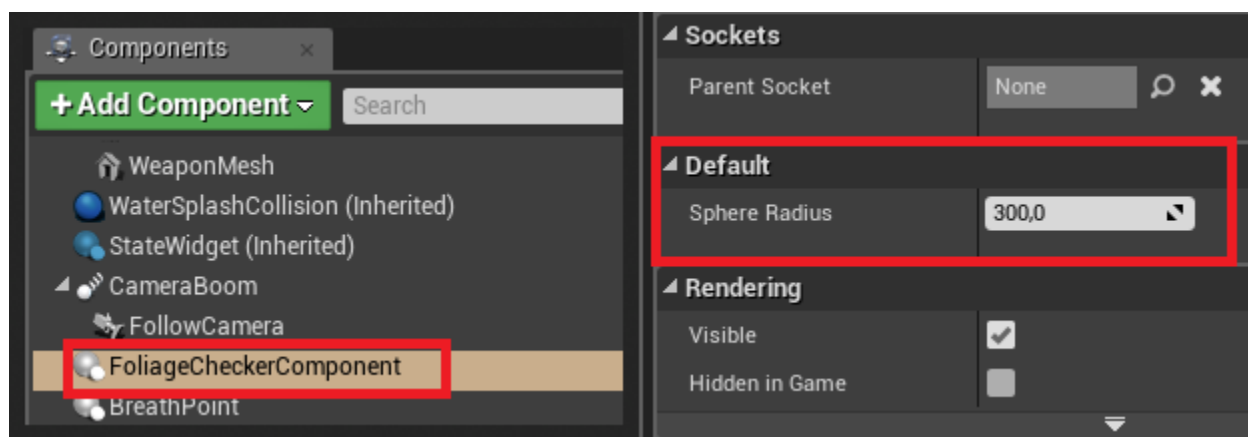 Components
+ Add Component
Search
WeaponMesh
WaterSplashCollision (Inherited)
StateWidget (Inherited)
CameraBoom
FollowCamera
FoliageCheckerComponent
BreathPoint
Sockets
Parent Socket
None
Default
Sphere Radius
300,0
Rendering
Visible
Hidden in Game